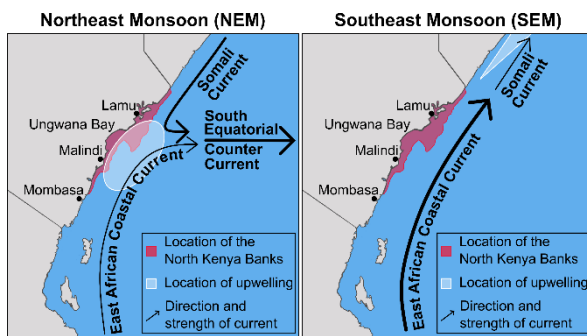 Northeast Monsoon (NEM)
Somali
Current
Lamu
Ungwana Bay
Malindi
Mombasa
South
Equatorial
Counter
Current
East African Coastal Current
Location of the
North Kenya Banks
Location of upwelling
Direction and
strength of current
Southeast Monsoon (SEM)
Somali
Current
Lamu
Ungwana Bay
Malindi
Mombasa
East African Coastal Current
Location of the
North Kenya Banks
Location of upwelling
Direction and
strength of current